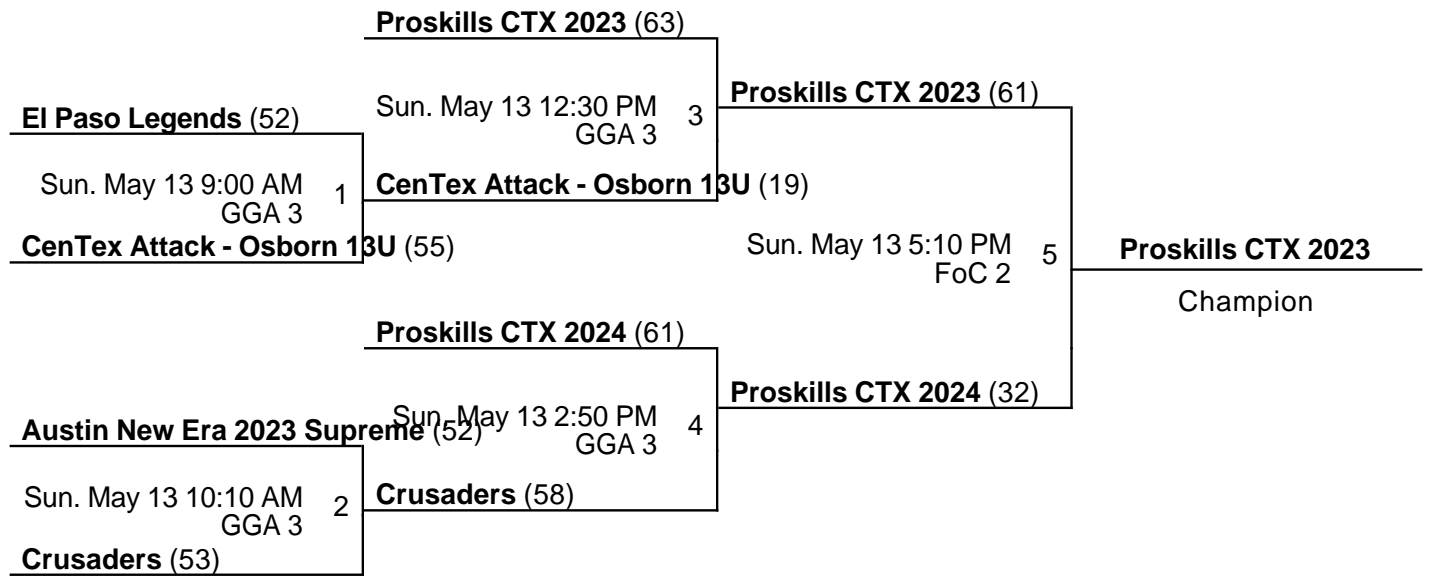 Proskills CTX 2023 (63)
Proskills CTX 2023 (61)
El Paso Legends (52)
Sun. May 13 12:30 PM
GGA 3
3
Sun. May 13 9:00 AM
GGA 3
1
CenTex Attack - Osborn 13U (19)
CenTex Attack - Osborn 13U (55)
Sun. May 13 5:10 PM
FoC 2
5
Proskills CTX 2023
Champion
Proskills CTX 2024 (61)
Proskills CTX 2024 (32)
Austin New Era 2023 Supreme (52)
Sun. May 13 2:50 PM
GGA 3
4
Sun. May 13 10:10 AM
GGA 3
2
Crusaders (58)
Crusaders (53)